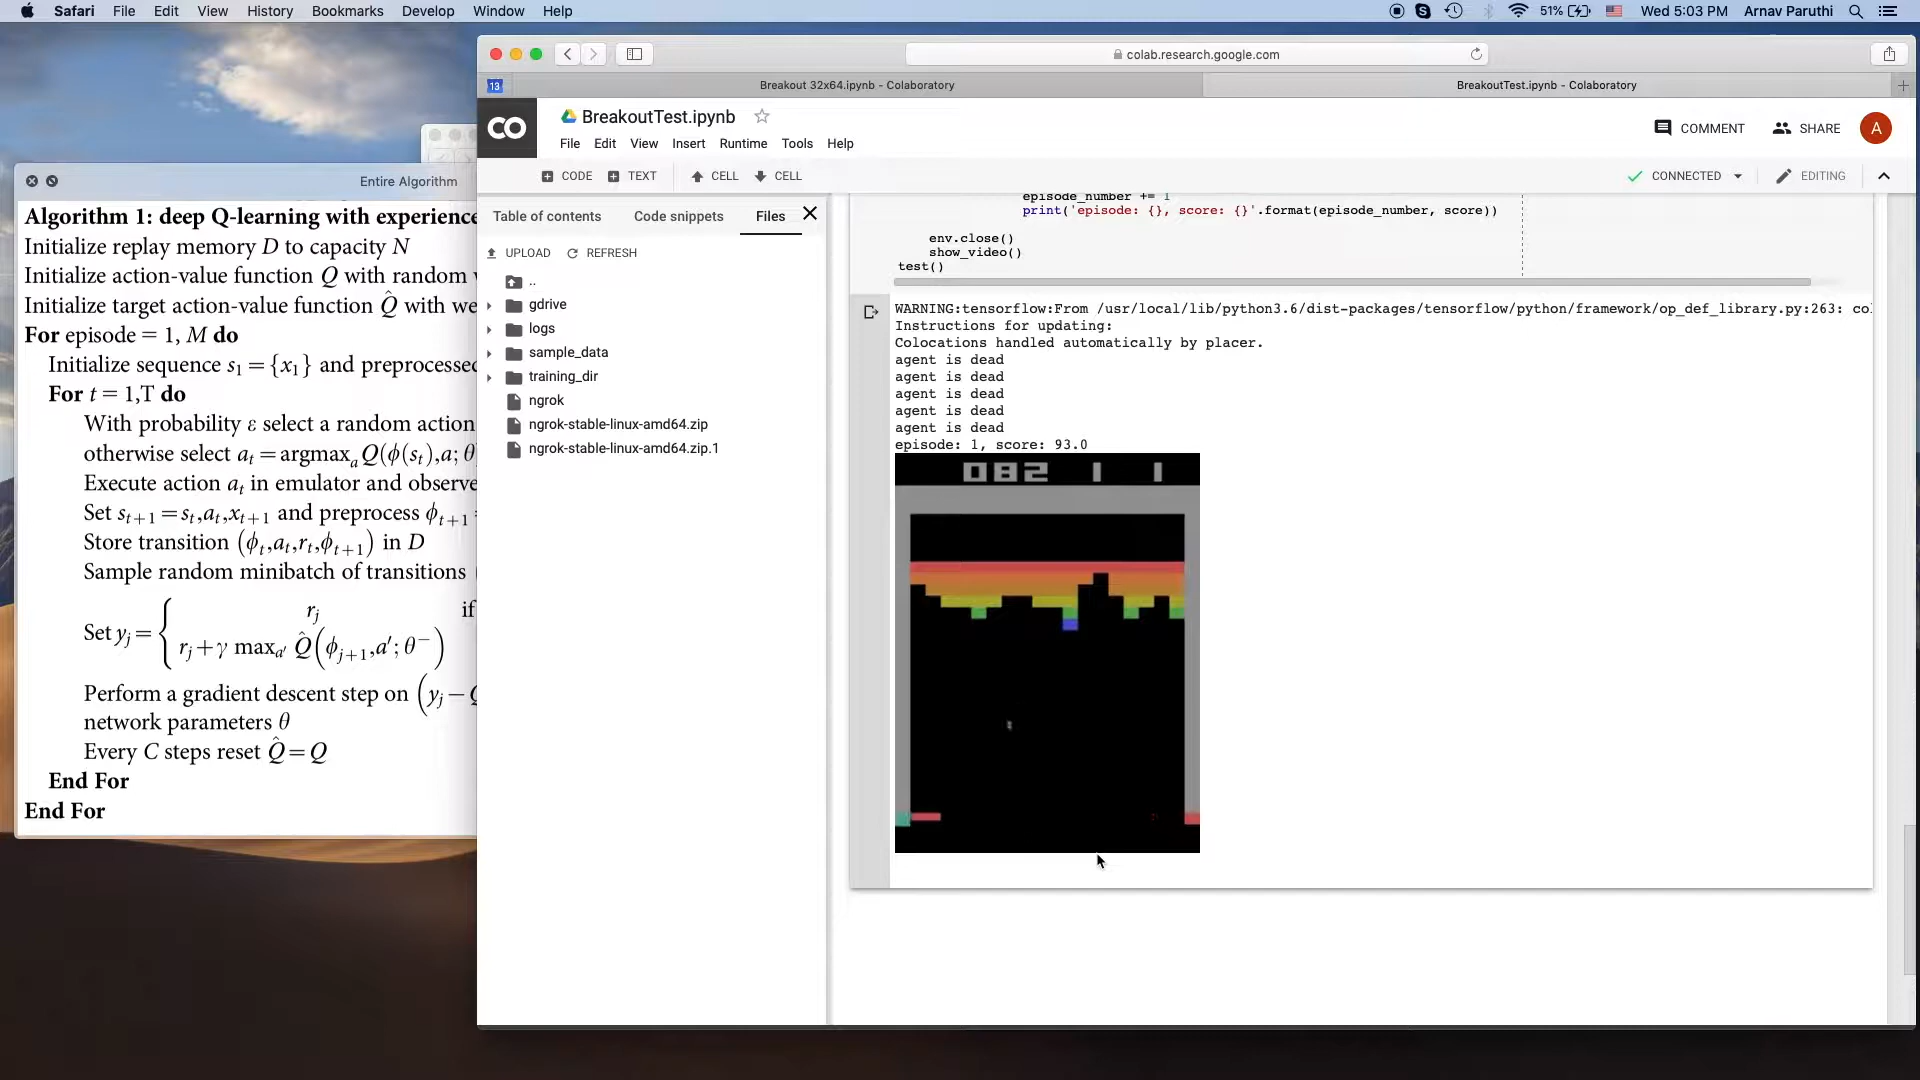 Safari File Edit View History Bookmarks Develop Window Help
51% Wed 5:03 PM Arnav Paruthi
colab.research.google.com
13
Breakout 32x64.ipynb - Colaboratory
BreakoutTest.ipynb - Colaboratory
CO
BreakoutTest.ipynb
File Edit View Insert Runtime Tools Help
COMMENT
SHARE
A
CODE TEXT CELL CELL
CONNECTED
EDITING
Entire Algorithm
Algorithm 1: deep Q-learning with experience
Initialize replay memory D to capacity N
Initialize action-value function Q with random
Initialize target action-value function Q̂ with we
For episode = 1, M do
Initialize sequence s₁ = {x₁} and preprocessed
For t = 1,T do
With probability ε select a random action
otherwise select aₜ = argmaxₐ Q(ϕ(sₜ),a; θ
Execute action aₜ in emulator and observe
Set sₜ₊₁ = sₜ,aₜ,xₜ₊₁ and preprocess ϕₜ₊₁ =
Store transition (ϕₜ,aₜ,rₜ,ϕₜ₊₁) in D
Sample random minibatch of transitions (
Set yⱼ = { rⱼ if
rⱼ + γ maxₐ′ Q̂(ϕⱼ₊₁,a′; θ⁻)
Perform a gradient descent step on (yⱼ − Q
network parameters θ
Every C steps reset Q̂ = Q
End For
End For
Table of contents Code snippets Files
UPLOAD REFRESH
..
gdrive
logs
sample_data
training_dir
ngrok
ngrok-stable-linux-amd64.zip
ngrok-stable-linux-amd64.zip.1
episode_number += 1
print('episode: {}, score: {}'.format(episode_number, score))
env.close()
show_video()
test()
WARNING:tensorflow:From /usr/local/lib/python3.6/dist-packages/tensorflow/python/framework/op_def_library.py:263: co
Instructions for updating:
Colocations handled automatically by placer.
agent is dead
agent is dead
agent is dead
agent is dead
agent is dead
episode: 1, score: 93.0
082 1 1